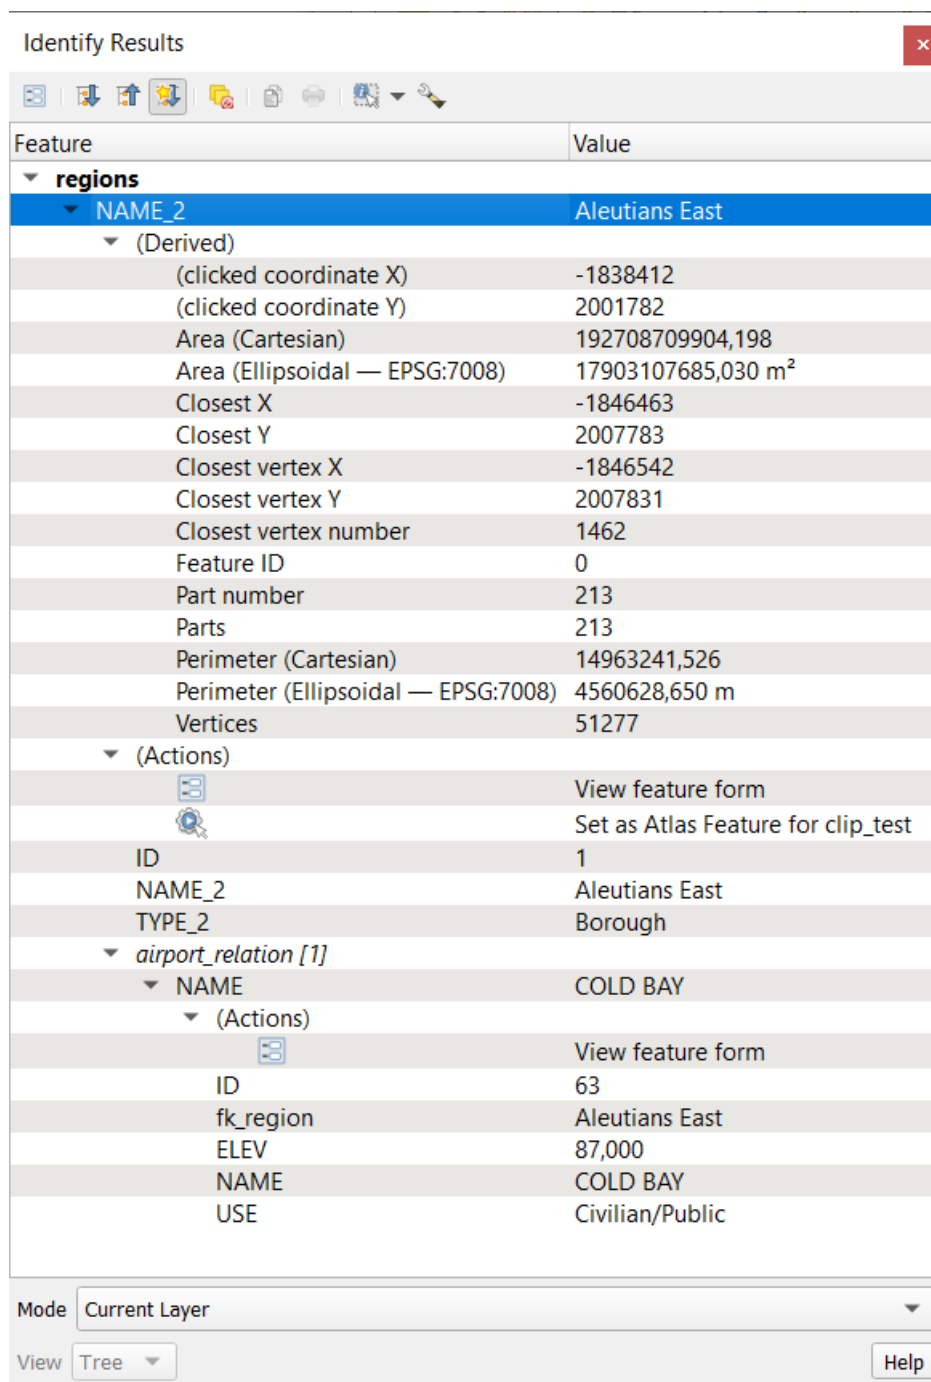 Identify Results
Feature Value
regions
NAME_2 Aleutians East
(Derived)
(clicked coordinate X) -1838412
(clicked coordinate Y) 2001782
Area (Cartesian) 192708709904,198
Area (Ellipsoidal — EPSG:7008) 17903107685,030 m²
Closest X -1846463
Closest Y 2007783
Closest vertex X -1846542
Closest vertex Y 2007831
Closest vertex number 1462
Feature ID 0
Part number 213
Parts 213
Perimeter (Cartesian) 14963241,526
Perimeter (Ellipsoidal — EPSG:7008) 4560628,650 m
Vertices 51277
(Actions)
View feature form
Set as Atlas Feature for clip_test
ID 1
NAME_2 Aleutians East
TYPE_2 Borough
airport_relation [1]
NAME COLD BAY
(Actions)
View feature form
ID 63
fk_region Aleutians East
ELEV 87,000
NAME COLD BAY
USE Civilian/Public
Mode Current Layer
View Tree Help